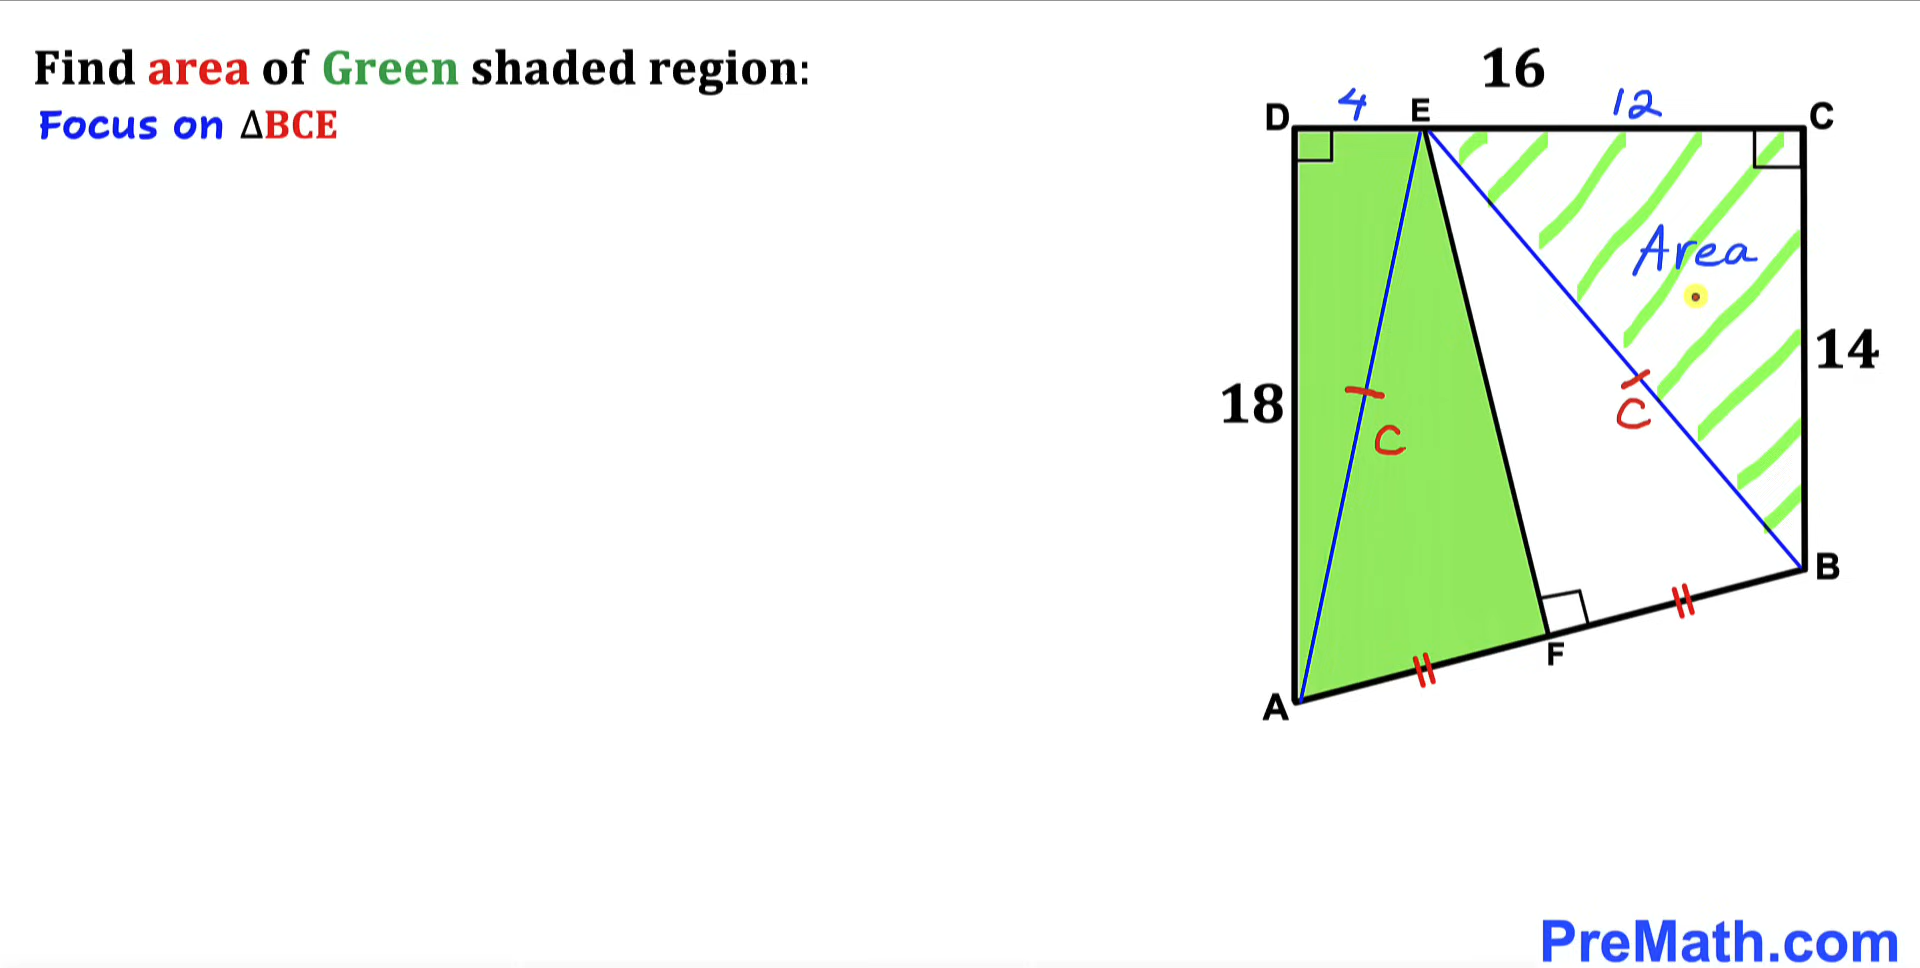 Find area of Green shaded region:
Focus on ΔBCE
16
D 4 E 12 C
Area
14
18
C
C
B
F
A
PreMath.com